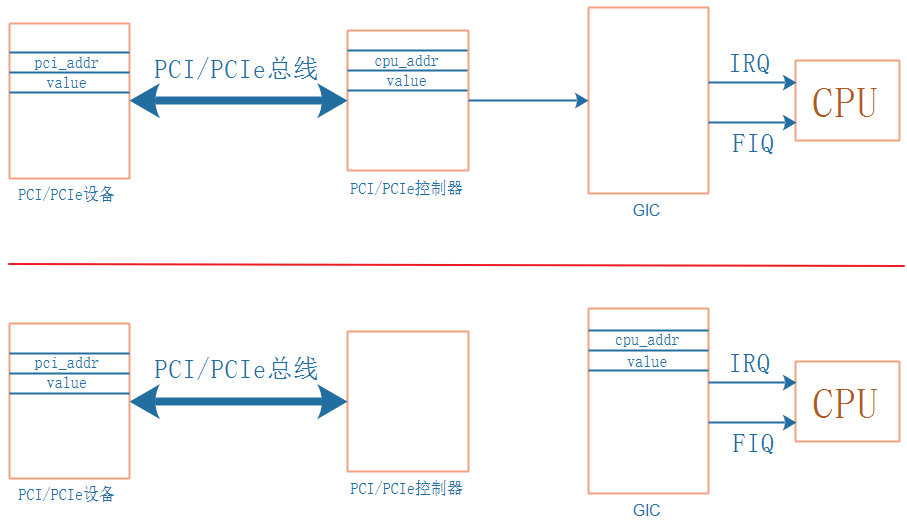 PCI/PCIe总线
IRQ
FIQ
CPU
pci_addr
value
cpu_addr
value
PCI/PCIe设备
PCI/PCIe控制器
GIC
PCI/PCIe总线
IRQ
FIQ
CPU
pci_addr
value
cpu_addr
value
PCI/PCIe设备
PCI/PCIe控制器
GIC